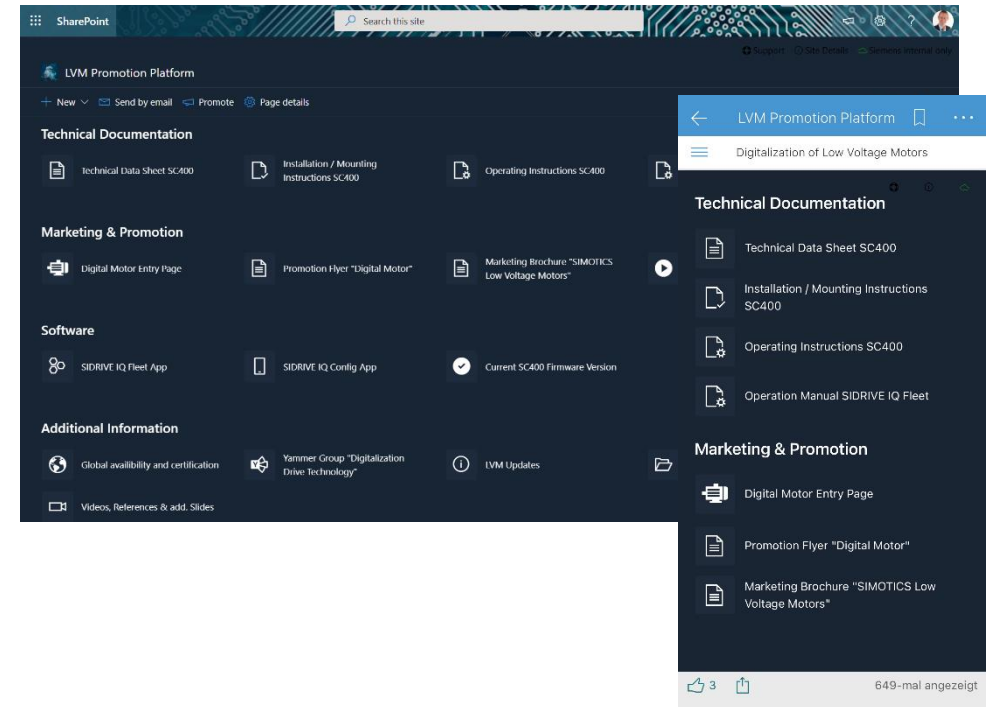 SharePoint
Search this site
?
Support Site Details Siemens internal only
LVM Promotion Platform
New Send by email Promote Page details
Technical Documentation
Technical Data Sheet SC400
Installation / Mounting
Instructions SC400
Operating Instructions SC400
Marketing & Promotion
Digital Motor Entry Page
Promotion Flyer "Digital Motor"
Marketing Brochure "SIMOTICS
Low Voltage Motors"
Software
SIDRIVE IQ Fleet App
SIDRIVE IQ Config App
Current SC400 Firmware Version
Additional Information
Global availibility and certification
Yammer Group "Digitalization
Drive Technology"
LVM Updates
Videos, References & add. Slides
LVM Promotion Platform
Digitalization of Low Voltage Motors
Technical Documentation
Technical Data Sheet SC400
Installation / Mounting Instructions
SC400
Operating Instructions SC400
Operation Manual SIDRIVE IQ Fleet
Marketing & Promotion
Digital Motor Entry Page
Promotion Flyer "Digital Motor"
Marketing Brochure "SIMOTICS Low
Voltage Motors"
3
649-mal angezeigt